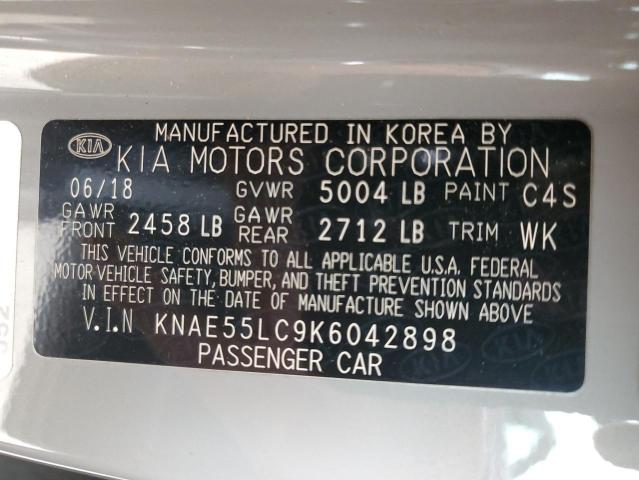 KIA MANUFACTURED IN KOREA BY
KIA MOTORS CORPORATION
06/18 GVWR 5004 LB PAINT C4S
GAWR FRONT 2458 LB GAWR REAR 2712 LB TRIM WK
THIS VEHICLE CONFORMS TO ALL APPLICABLE U.S.A. FEDERAL
MOTOR VEHICLE SAFETY, BUMPER, AND THEFT PREVENTION STANDARDS
IN EFFECT ON THE DATE OF MANUFACTURE SHOWN ABOVE
V.I.N KNAE55LC9K6042898
PASSENGER CAR